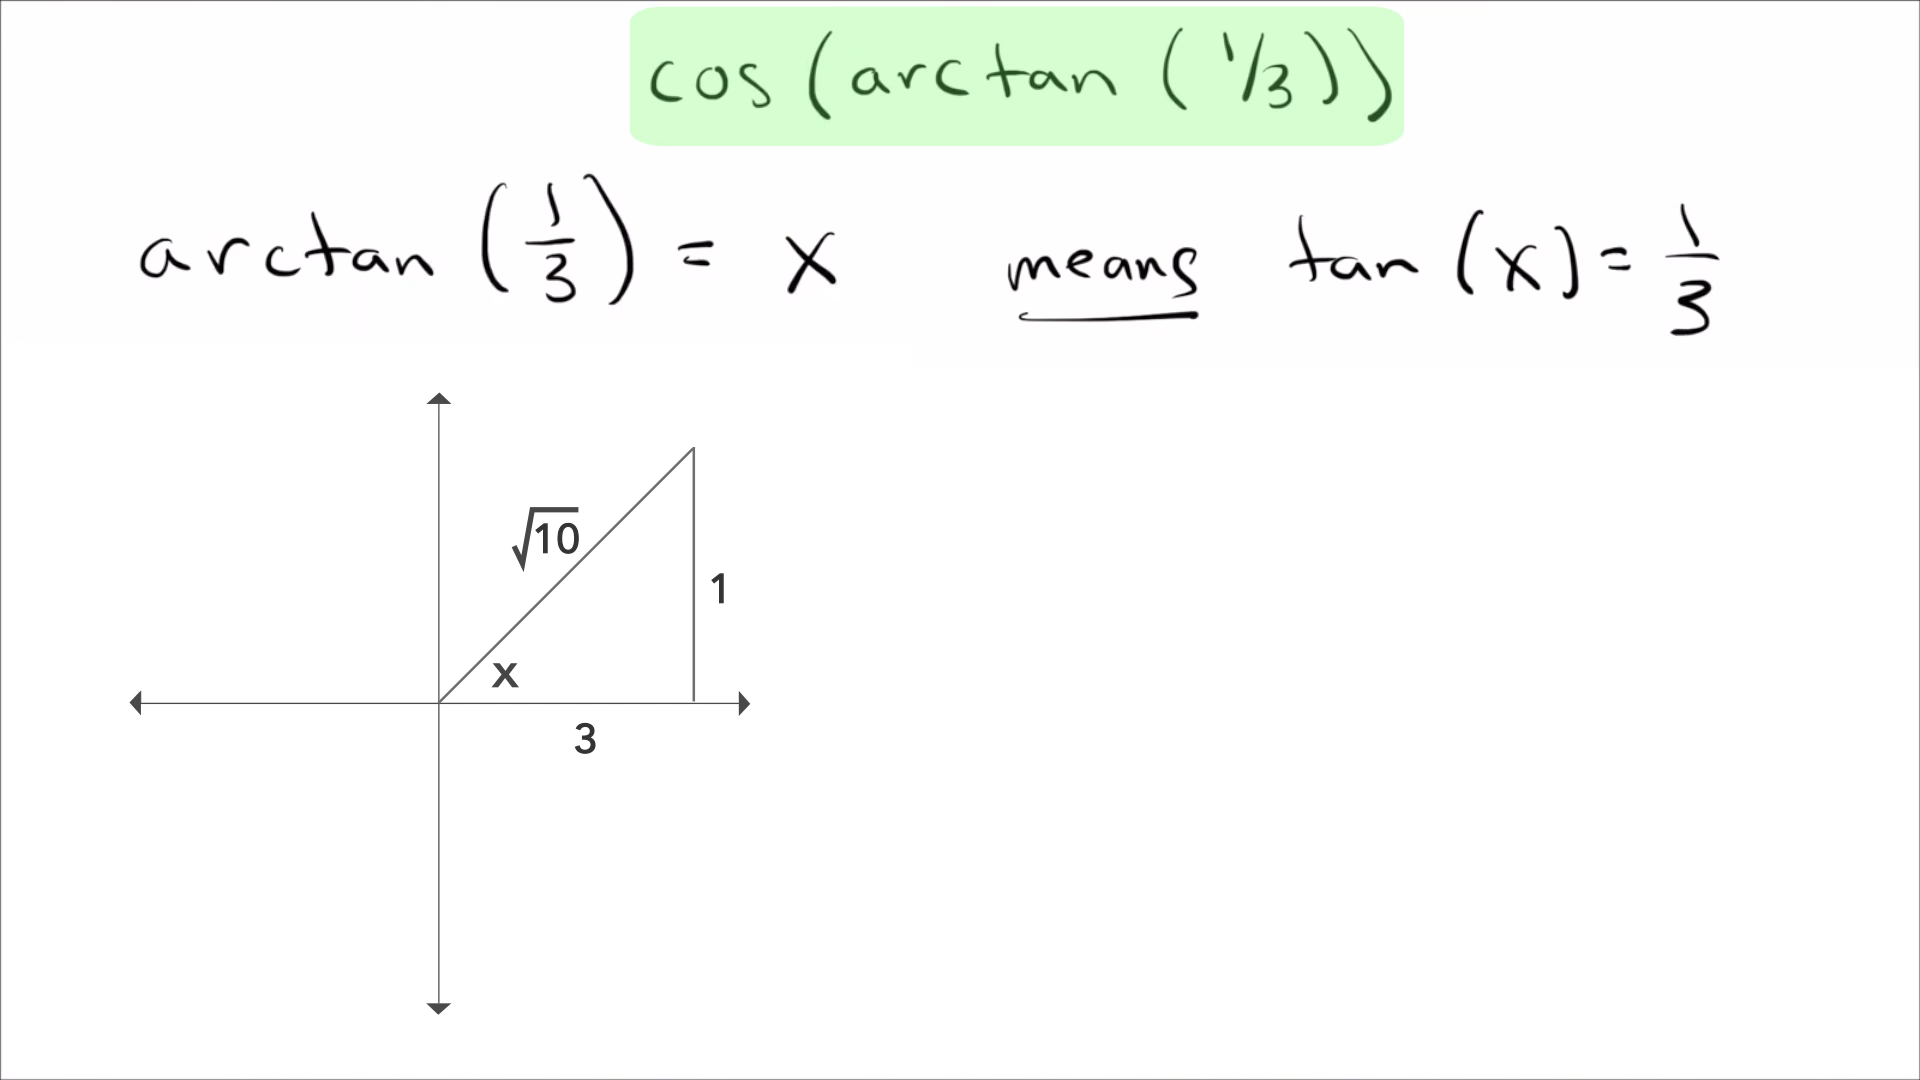 cos (arctan (1/3))
arctan (1/3) = x means tan (x) = 1/3
√10
1
x
3